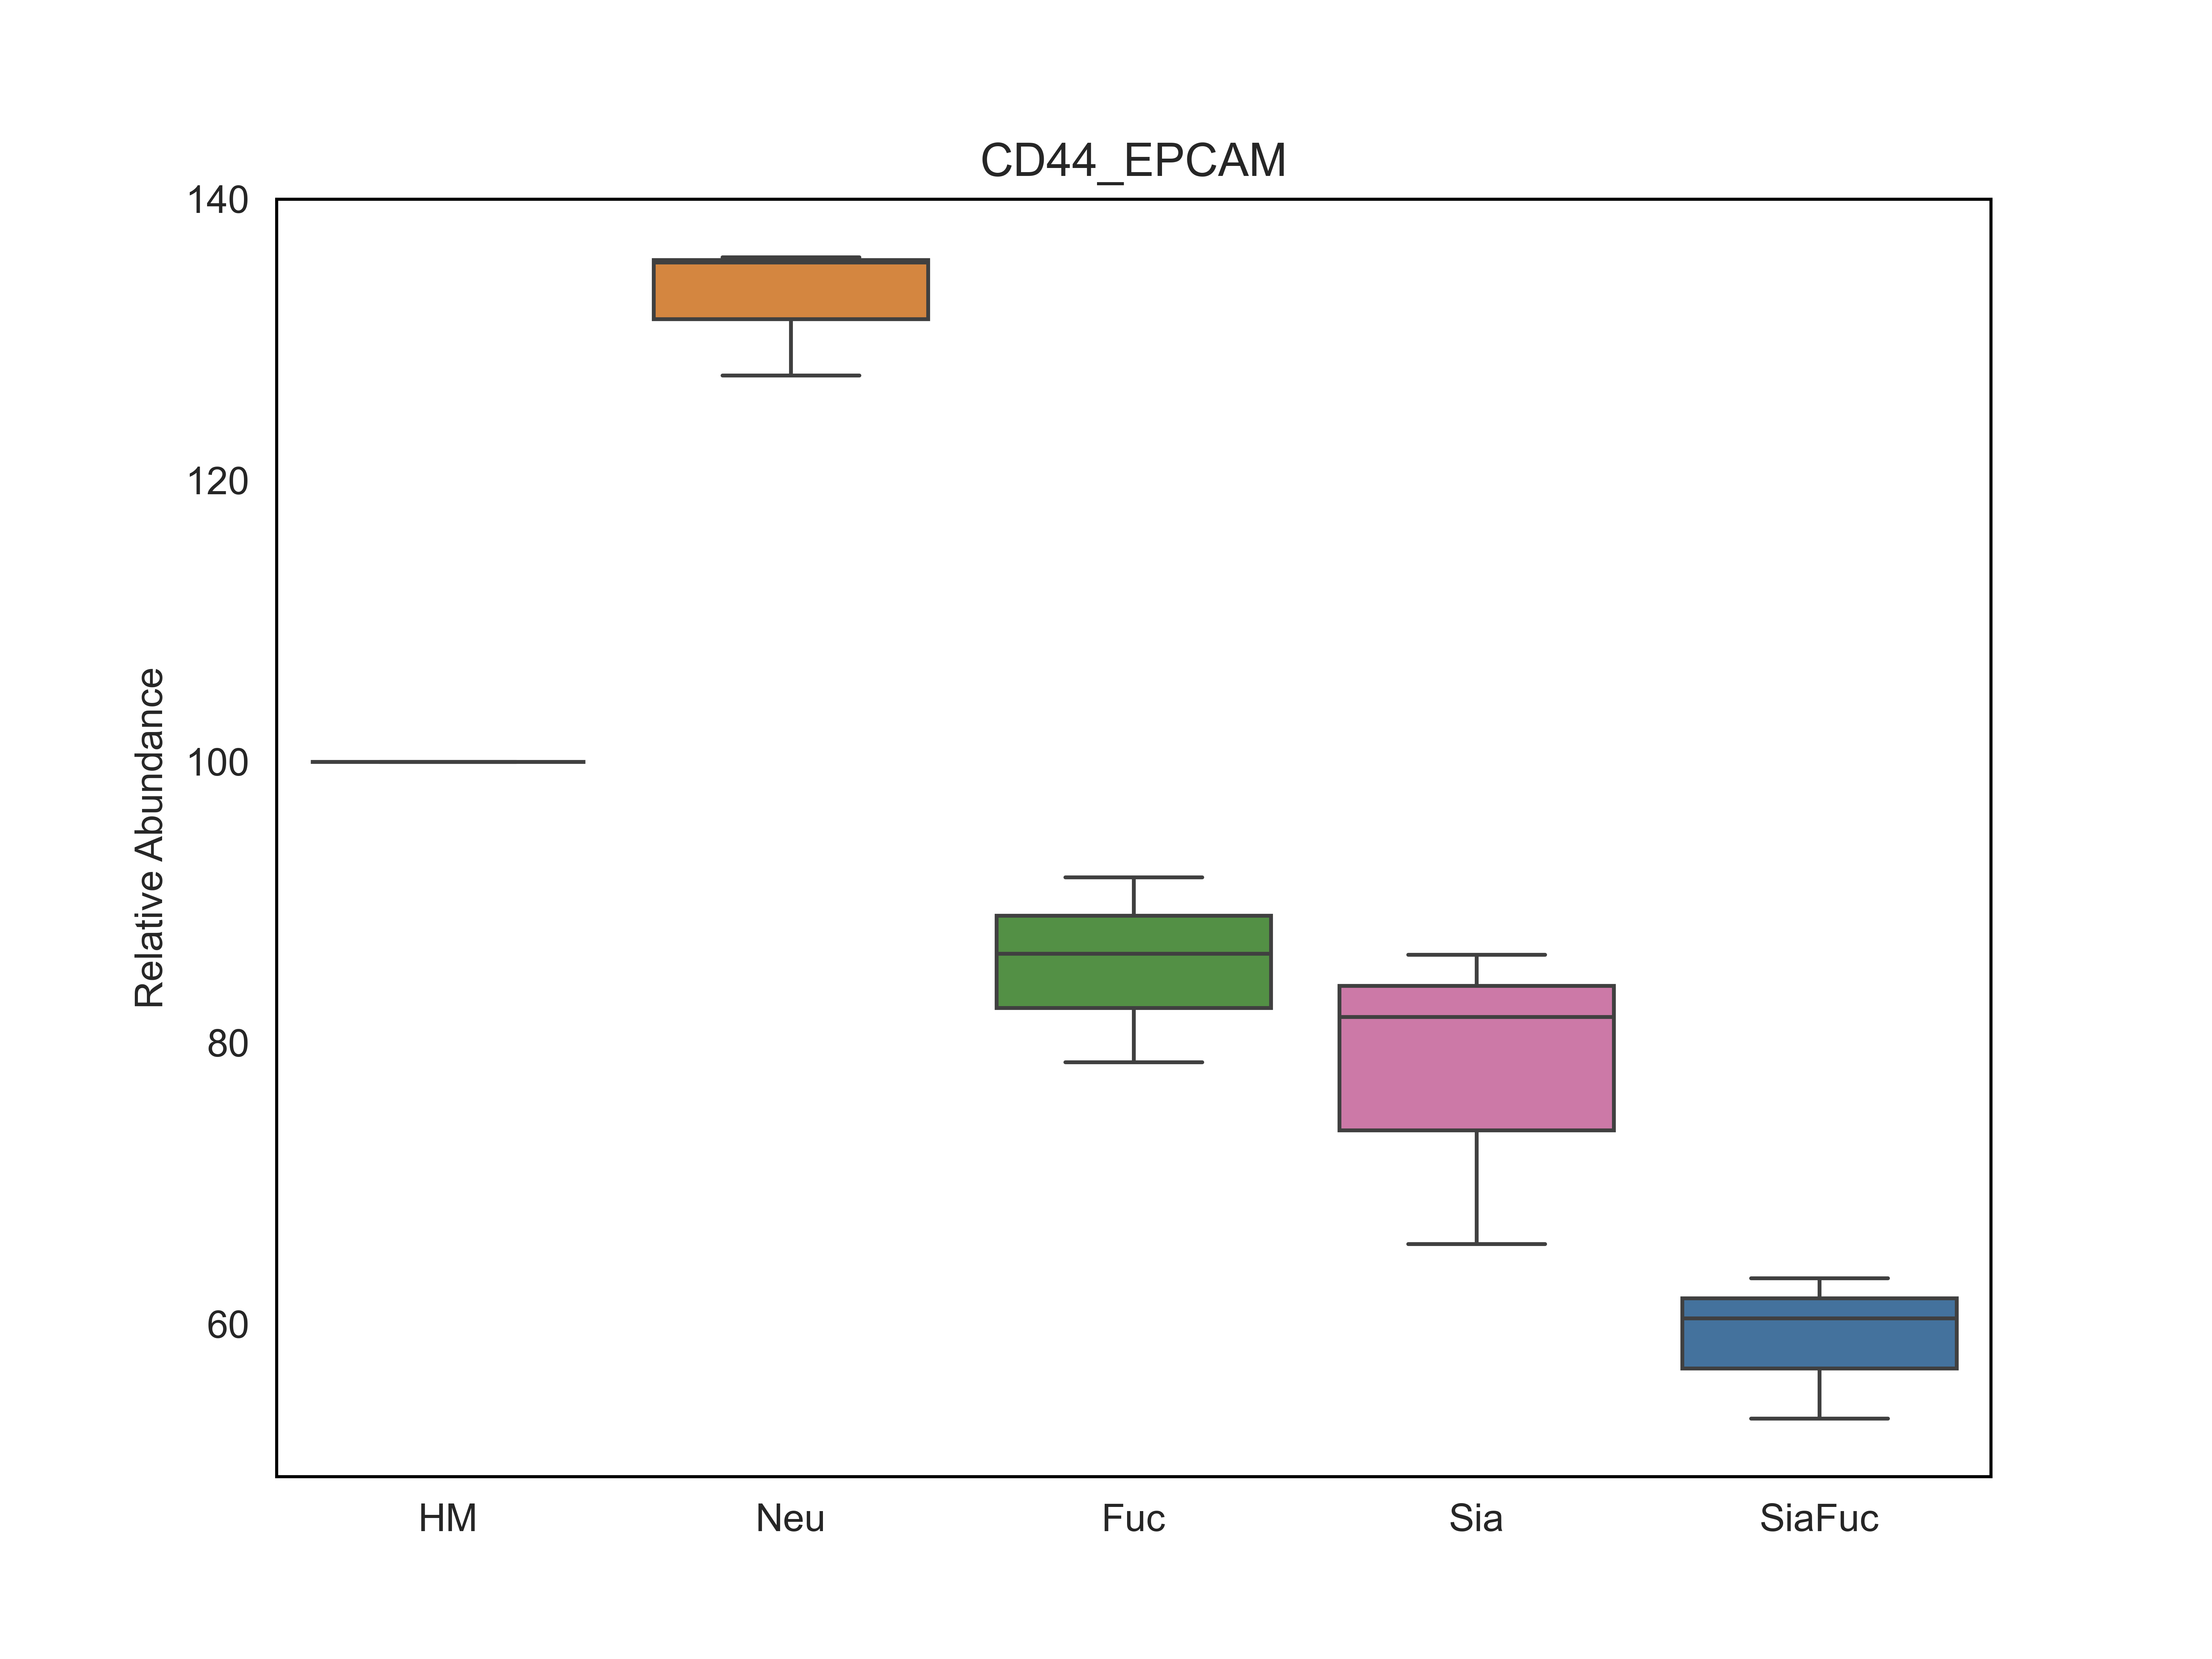 CD44_EPCAM
140
120
100
80
60
Relative Abundance
HM
Neu
Fuc
Sia
SiaFuc